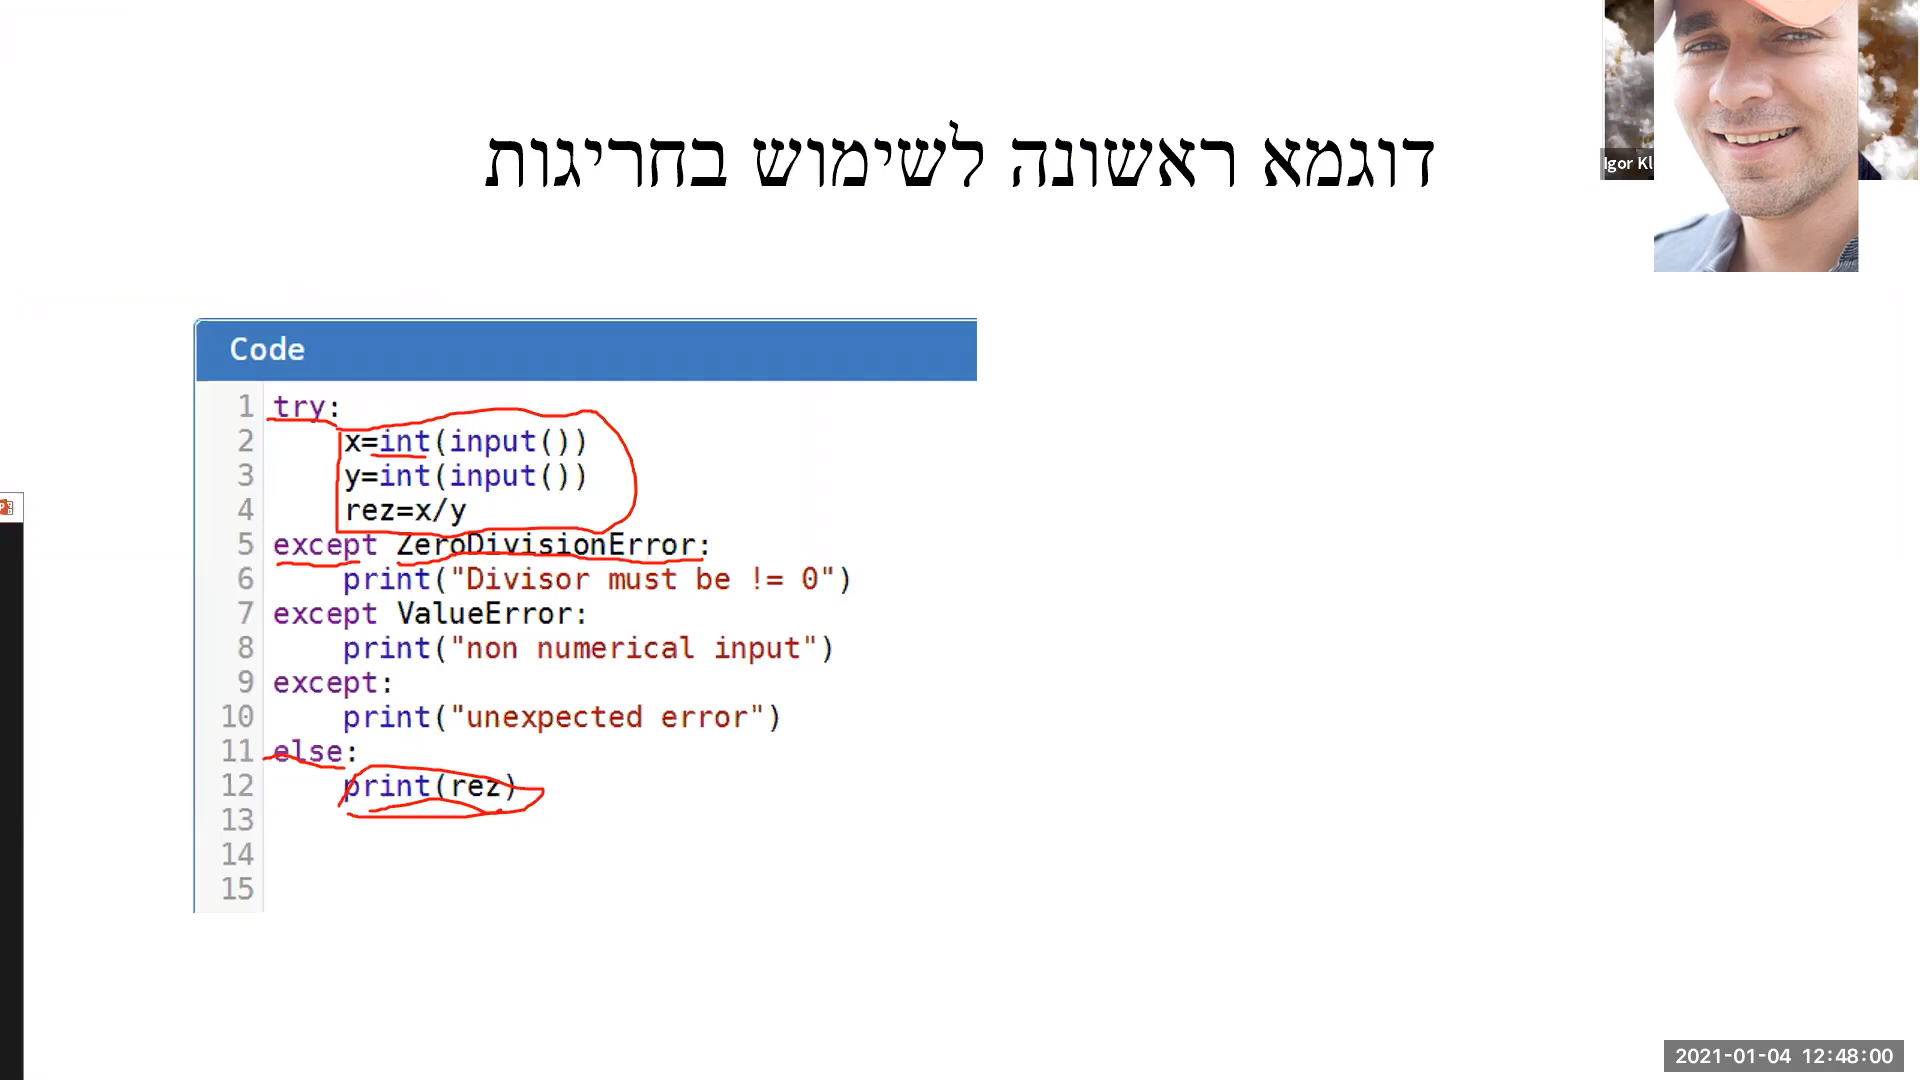 דוגמא ראשונה לשימוש בחריגות
Igor Kl
Code
1 try:
2     x=int(input())
3     y=int(input())
4     rez=x/y
5 except ZeroDivisionError:
6     print("Divisor must be != 0")
7 except ValueError:
8     print("non numerical input")
9 except:
10     print("unexpected error")
11 else:
12     print(rez)
13
14
15
2021-01-04 12:48:00